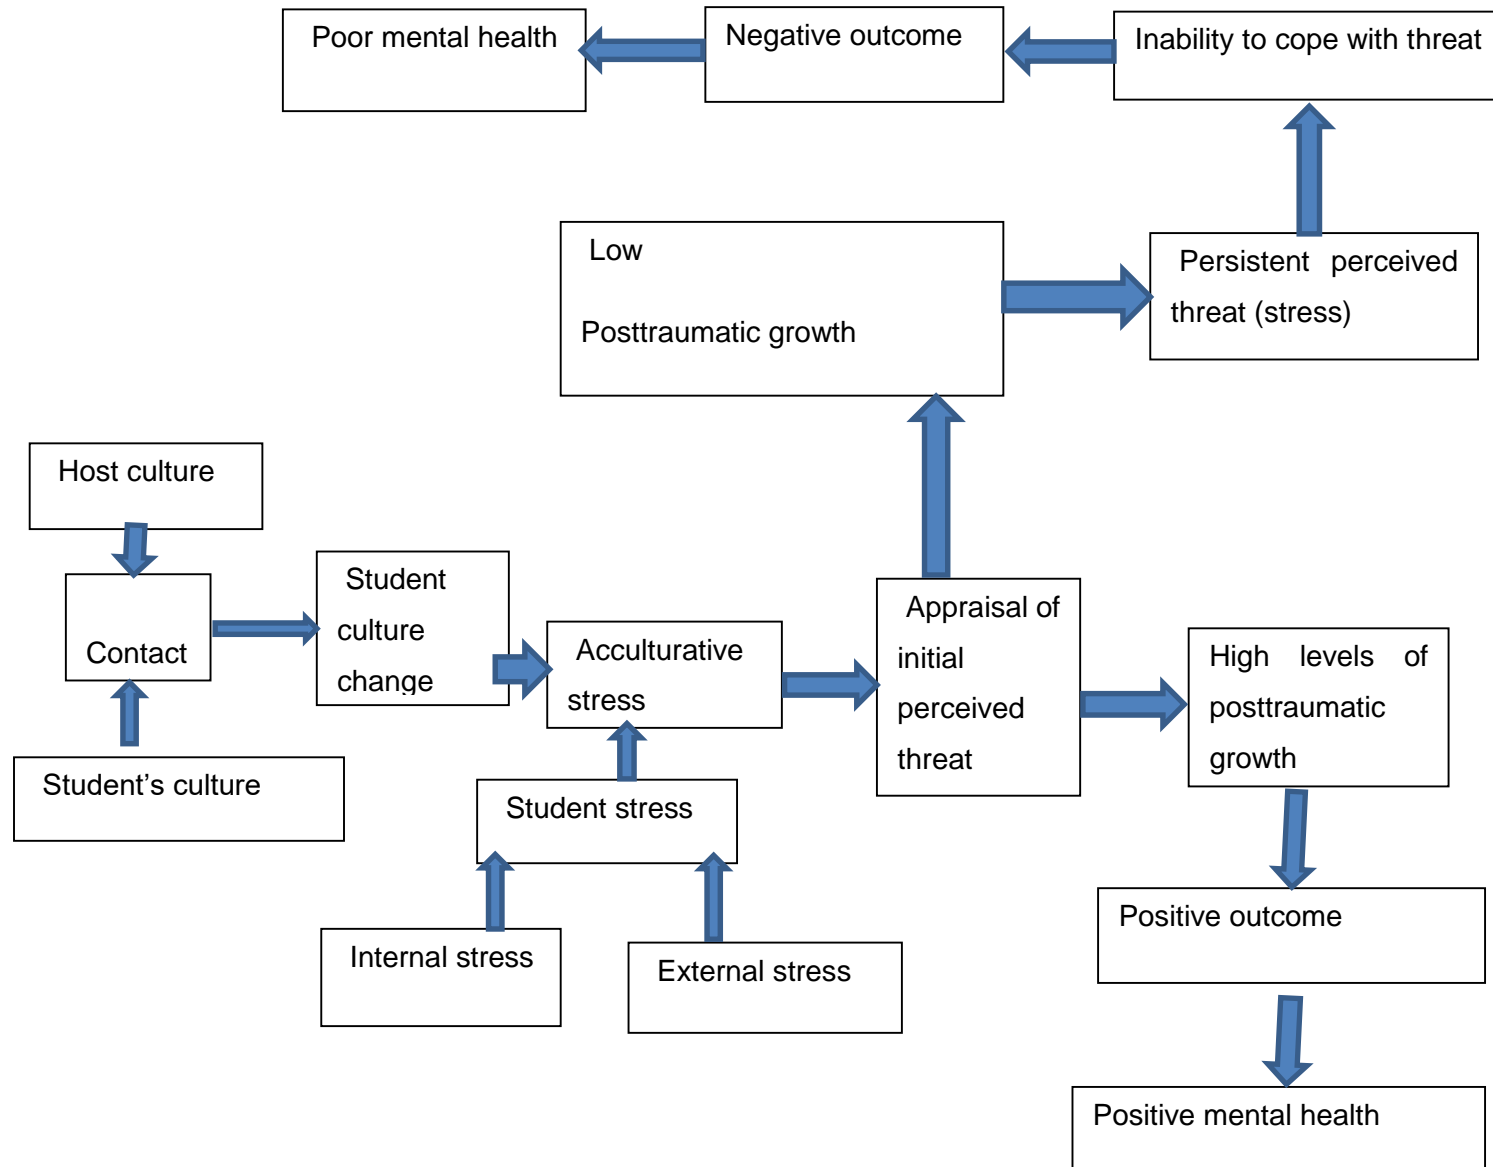 Poor mental health
Negative outcome
Inability to cope with threat
Low
Posttraumatic growth
Persistent perceived
threat (stress)
Host culture
Contact
Student's culture
Student
culture
change
Acculturative
stress
Student stress
Internal stress
External stress
Appraisal of
initial
perceived
threat
High levels of
posttraumatic
growth
Positive outcome
Positive mental health